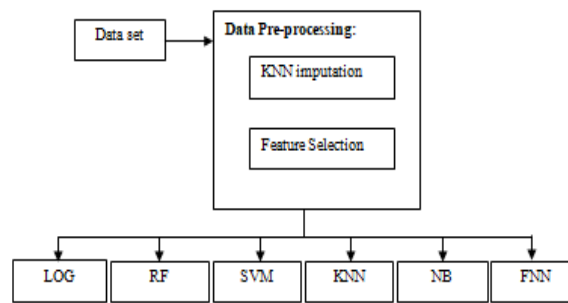 Data set
Data Pre-processing:
KNN imputation
Feature Selection
LOG
RF
SVM
KNN
NB
FNN